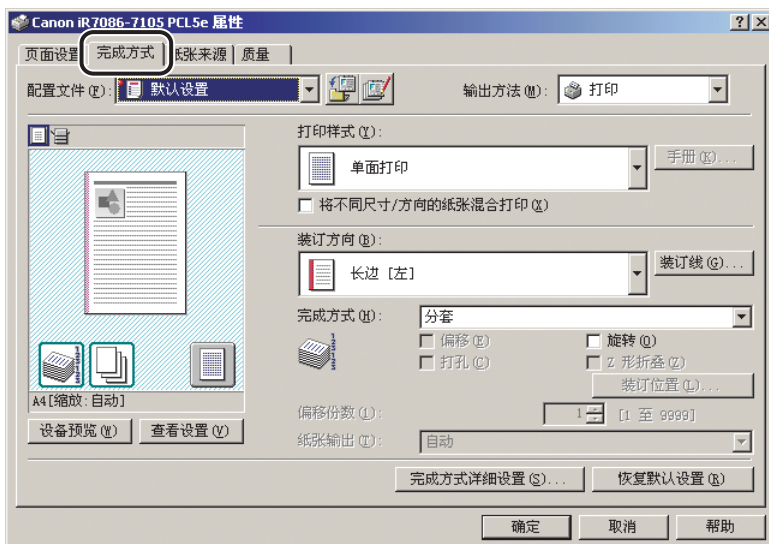 Canon iR7086-7105 PCL5e 属性
页面设置 完成方式 纸张来源 质量
配置文件(F): 默认设置 输出方法(M): 打印
打印样式(Y):
单面打印 手册(K)...
将不同尺寸/方向的纸张混合打印(X)
装订方向(B):
长边 [左] 装订线(G)...
完成方式(H): 分套
偏移(E) 旋转(O)
打孔(C) Z 形折叠(Z)
装订位置(L)...
A4[缩放:自动]
偏移份数(1): 1 [1 至 9999]
设备预览(W) 查看设置(V)
纸张输出(T): 自动
完成方式详细设置(S)... 恢复默认设置(R)
确定 取消 帮助